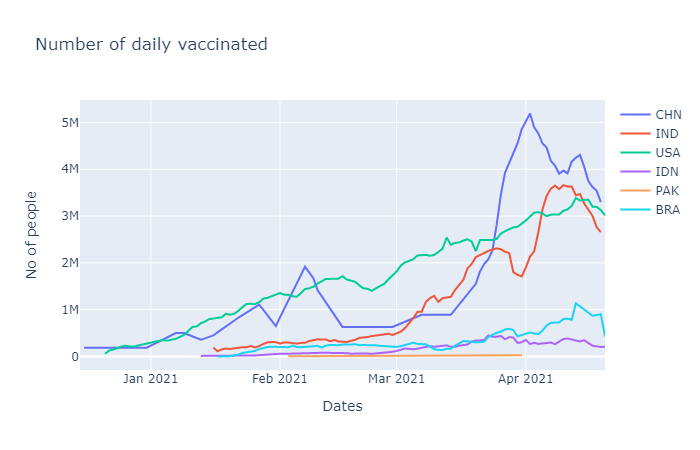 Number of daily vaccinated
CHN
IND
USA
IDN
PAK
BRA
5M
4M
3M
2M
1M
0
No of people
Jan 2021
Feb 2021
Mar 2021
Apr 2021
Dates